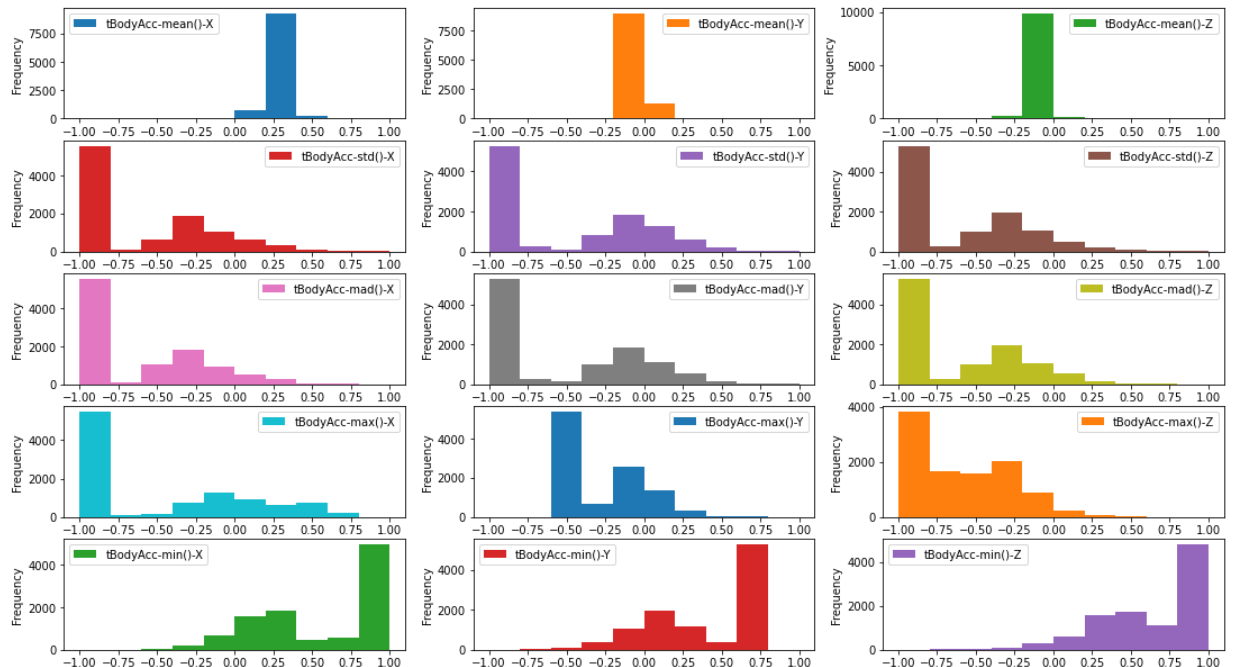 tBodyAcc-mean()-X
Frequency
7500
5000
2500
0
−1.00 −0.75 −0.50 −0.25 0.00 0.25 0.50 0.75 1.00
tBodyAcc-mean()-Y
Frequency
7500
5000
2500
0
−1.00 −0.75 −0.50 −0.25 0.00 0.25 0.50 0.75 1.00
tBodyAcc-mean()-Z
Frequency
10000
5000
0
−1.00 −0.75 −0.50 −0.25 0.00 0.25 0.50 0.75 1.00
tBodyAcc-std()-X
Frequency
4000
2000
0
−1.00 −0.75 −0.50 −0.25 0.00 0.25 0.50 0.75 1.00
tBodyAcc-std()-Y
Frequency
4000
2000
0
−1.00 −0.75 −0.50 −0.25 0.00 0.25 0.50 0.75 1.00
tBodyAcc-std()-Z
Frequency
4000
2000
0
−1.00 −0.75 −0.50 −0.25 0.00 0.25 0.50 0.75 1.00
tBodyAcc-mad()-X
Frequency
4000
2000
0
−1.00 −0.75 −0.50 −0.25 0.00 0.25 0.50 0.75 1.00
tBodyAcc-mad()-Y
Frequency
4000
2000
0
−1.00 −0.75 −0.50 −0.25 0.00 0.25 0.50 0.75 1.00
tBodyAcc-mad()-Z
Frequency
4000
2000
0
−1.00 −0.75 −0.50 −0.25 0.00 0.25 0.50 0.75 1.00
tBodyAcc-max()-X
Frequency
4000
2000
0
−1.00 −0.75 −0.50 −0.25 0.00 0.25 0.50 0.75 1.00
tBodyAcc-max()-Y
Frequency
4000
2000
0
−1.00 −0.75 −0.50 −0.25 0.00 0.25 0.50 0.75 1.00
tBodyAcc-max()-Z
Frequency
4000
2000
0
−1.00 −0.75 −0.50 −0.25 0.00 0.25 0.50 0.75 1.00
tBodyAcc-min()-X
Frequency
4000
2000
0
−1.00 −0.75 −0.50 −0.25 0.00 0.25 0.50 0.75 1.00
tBodyAcc-min()-Y
Frequency
4000
2000
0
−1.00 −0.75 −0.50 −0.25 0.00 0.25 0.50 0.75 1.00
tBodyAcc-min()-Z
Frequency
4000
2000
0
−1.00 −0.75 −0.50 −0.25 0.00 0.25 0.50 0.75 1.00